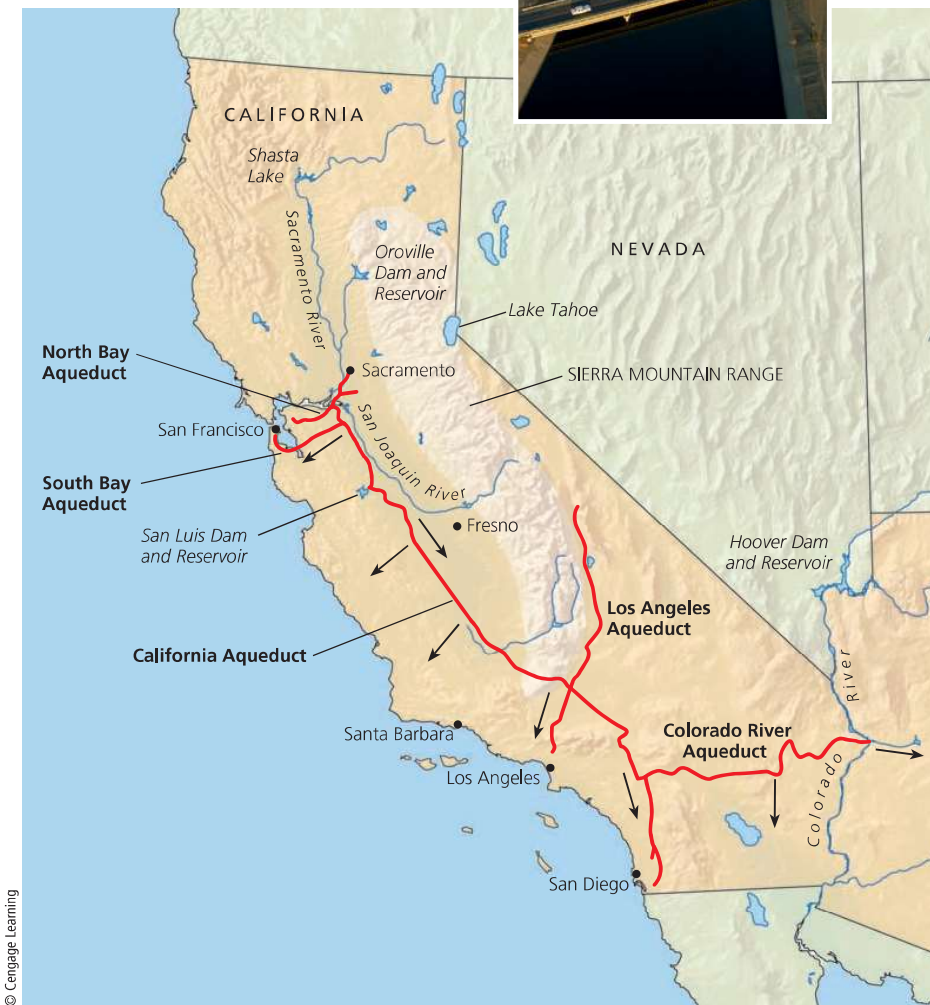 CALIFORNIA
Shasta
Lake
Sacramento River
Oroville
Dam and
Reservoir
NEVADA
Lake Tahoe
North Bay
Aqueduct
Sacramento
SIERRA MOUNTAIN RANGE
San Francisco
San Joaquin River
South Bay
Aqueduct
San Luis Dam
and Reservoir
Fresno
Hoover Dam
and Reservoir
Los Angeles
Aqueduct
California Aqueduct
Santa Barbara
Colorado River
Aqueduct
Los Angeles
Colorado River
San Diego
© Cengage Learning